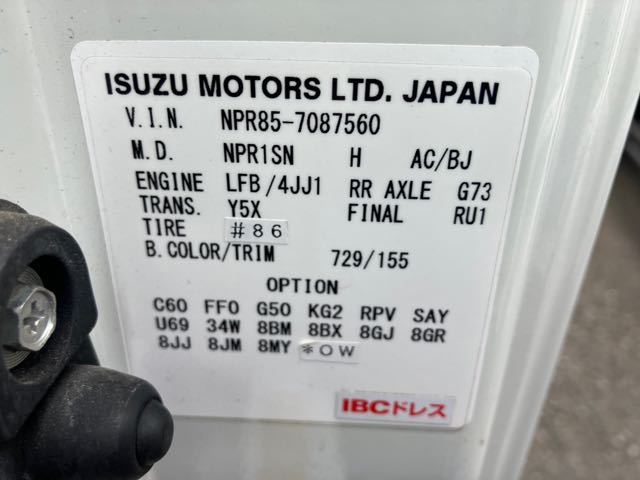 ISUZU MOTORS LTD. JAPAN
V.I.N. NPR85-7087560
M.D. NPR1SN H AC/BJ
ENGINE LFB/4JJ1 RR AXLE G73
TRANS. Y5X FINAL RU1
TIRE #86
B.COLOR/TRIM 729/155
OPTION
C60 FF0 G50 KG2 RPV SAY
U69 34W 8BM 8BX 8GJ 8GR
8JJ 8JM 8MY *OW
IBCドレス